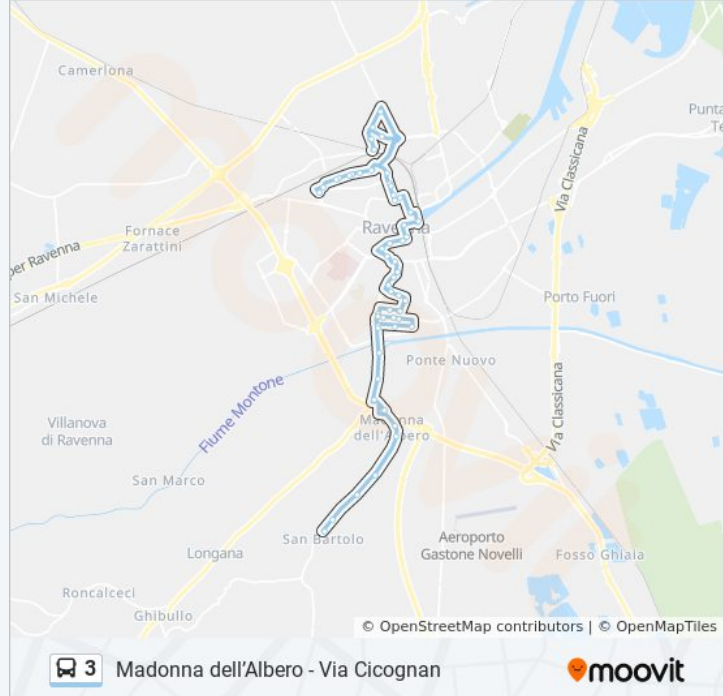 Camerlona
Punta
Te
Via Classicana
Fornace
Zarattini
Ravenna
per Ravenna
San Michele
Porto Fuori
Ponte Nuovo
Fiume Montone
Via Classicana
Villanova
di Ravenna
Madonna
dell'Albero
San Marco
San Bartolo
Longana
Aeroporto
Gastone Novelli
Fosso Ghiaia
Roncalceci
Ghibullo
© OpenStreetMap contributors | © OpenMapTiles
3 Madonna dell'Albero - Via Cicognan
moovit